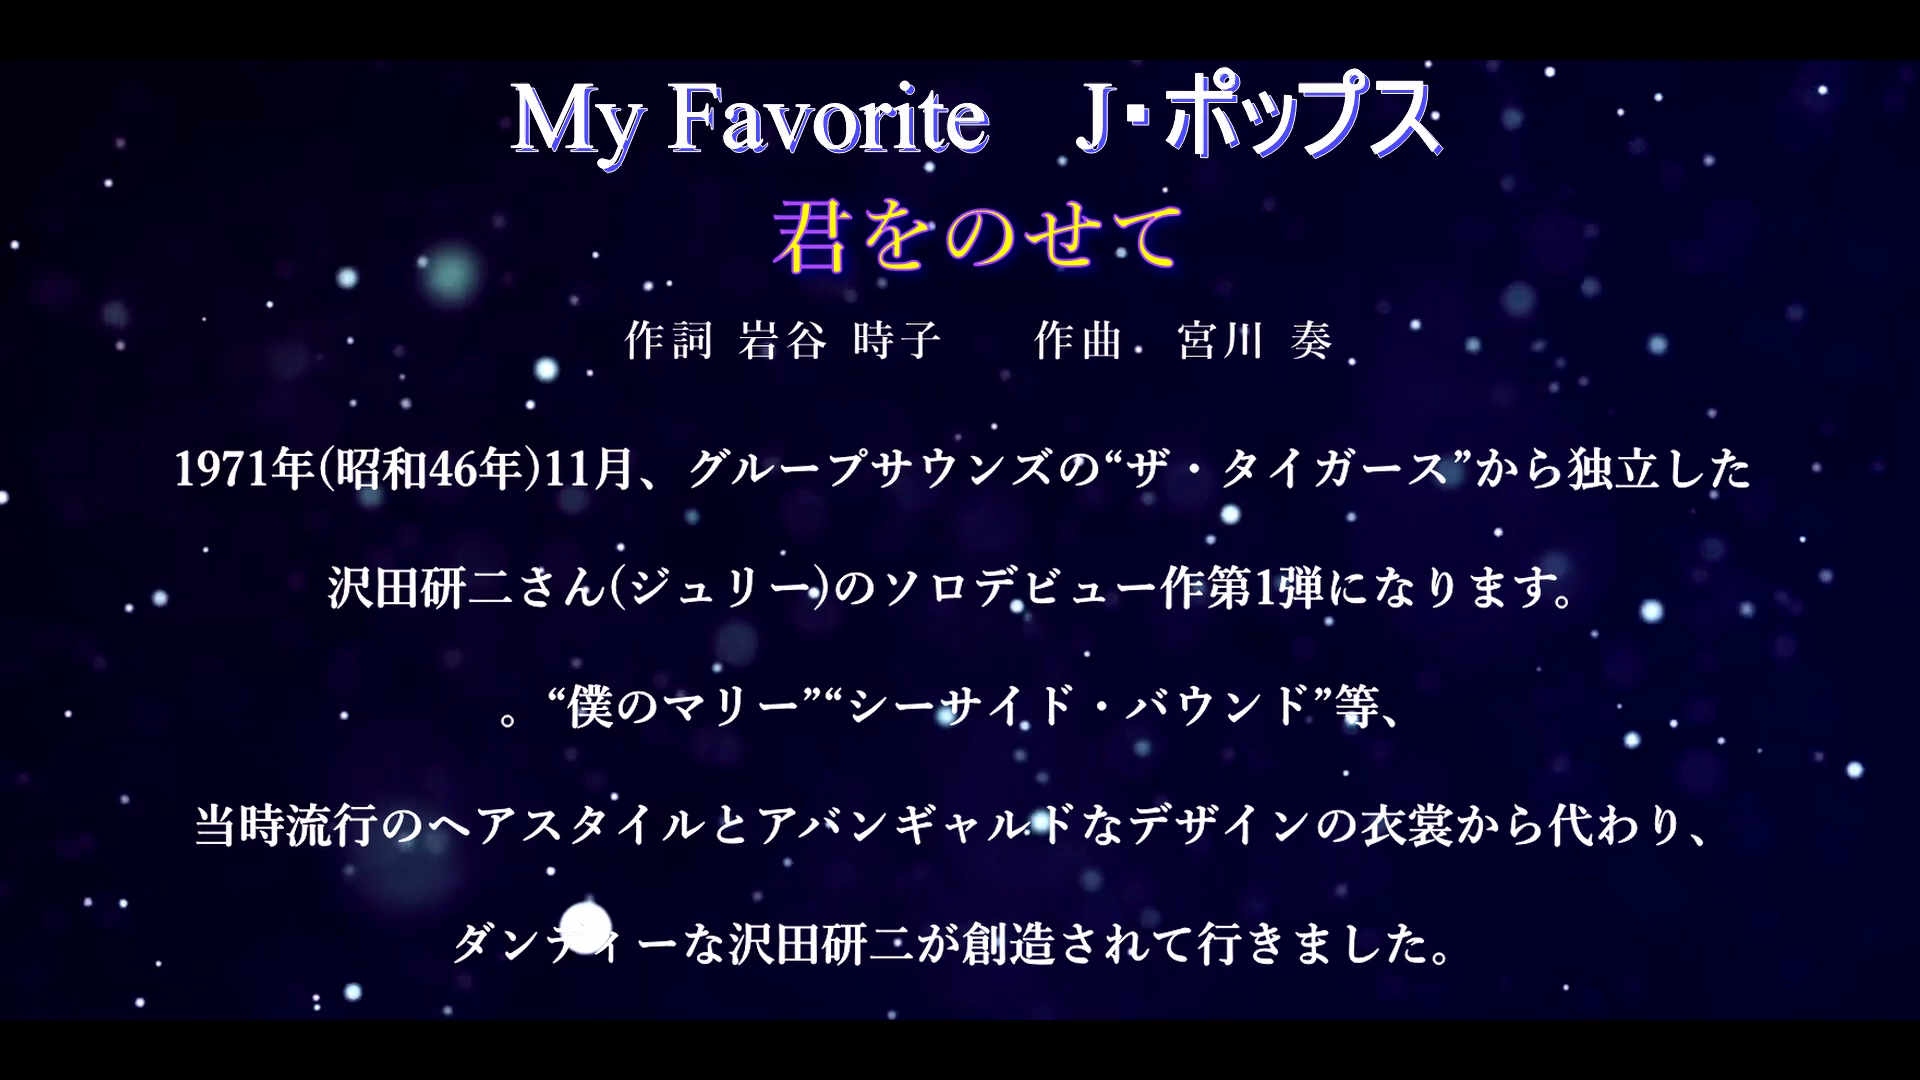 My Favorite　J・ポップス
君をのせて
作詞 岩谷 時子　　作曲　宮川 奏
1971年(昭和46年)11月、グループサウンズの“ザ・タイガース”から独立した
沢田研二さん(ジュリー)のソロデビュー作第1弾になります。
。“僕のマリー”“シーサイド・バウンド”等、
当時流行のヘアスタイルとアバンギャルドなデザインの衣裳から代わり、
ダンディーな沢田研二が創造されて行きました。